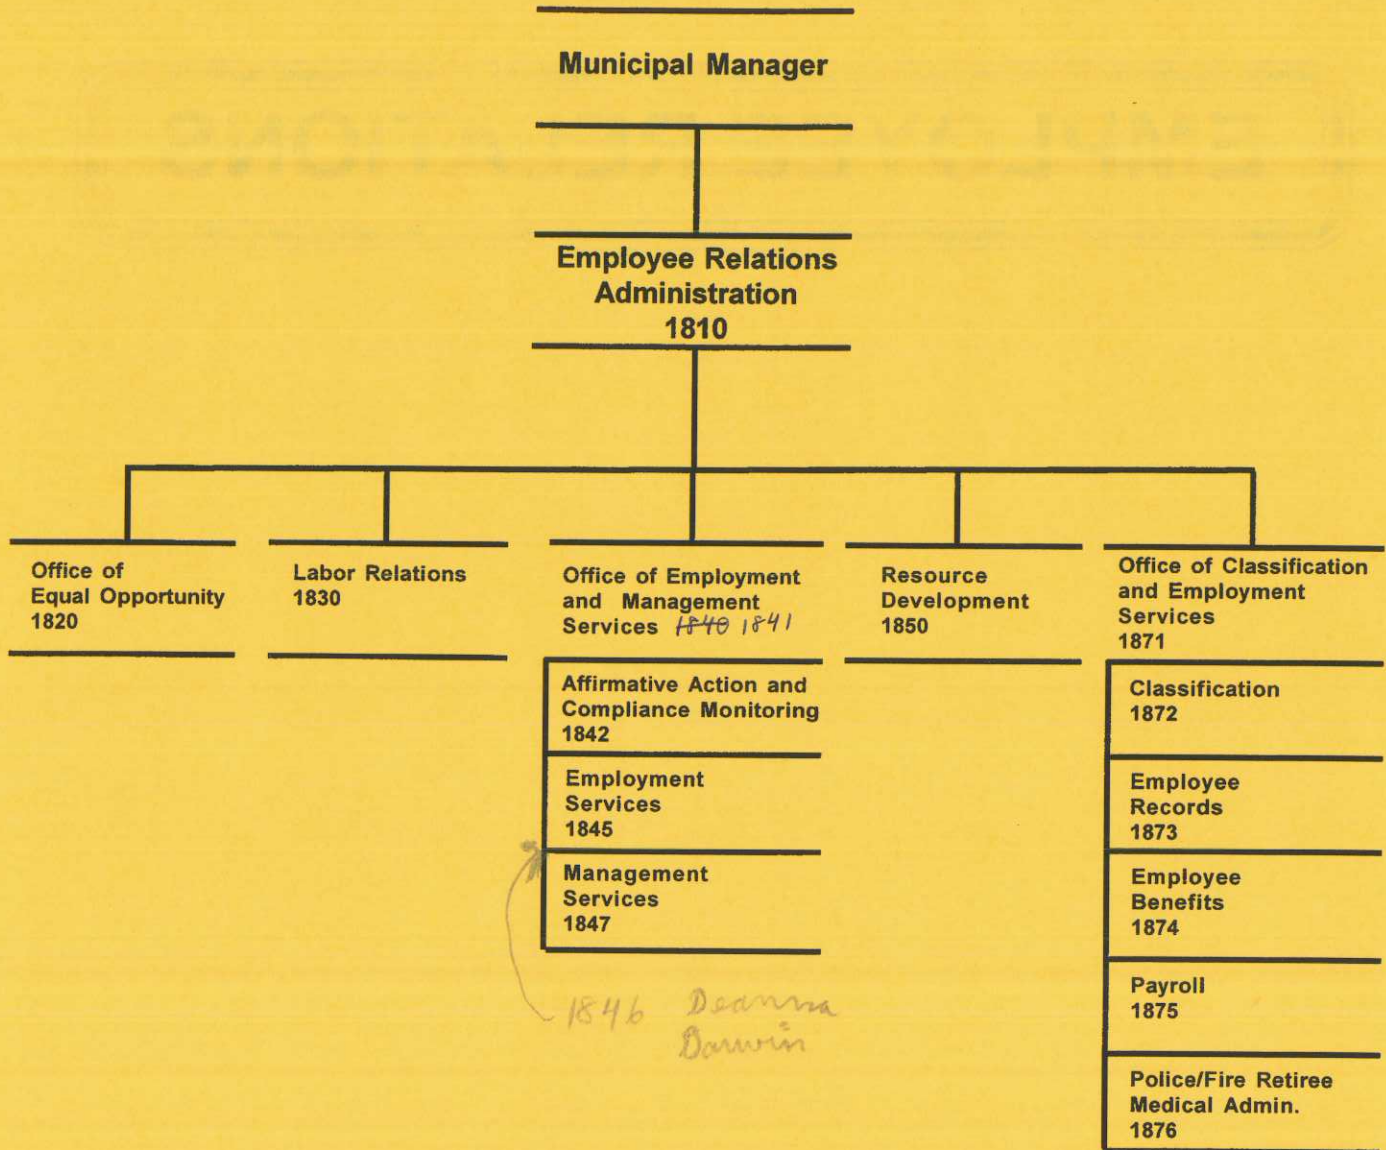 Municipal Manager
Employee Relations
Administration
1810
Office of
Equal Opportunity
1820
Labor Relations
1830
Office of Employment
and Management
Services 1840 1841
Affirmative Action and
Compliance Monitoring
1842
Employment
Services
1845
Management
Services
1847
1846 Deanna
Darwin
Resource
Development
1850
Office of Classification
and Employment
Services
1871
Classification
1872
Employee
Records
1873
Employee
Benefits
1874
Payroll
1875
Police/Fire Retiree
Medical Admin.
1876